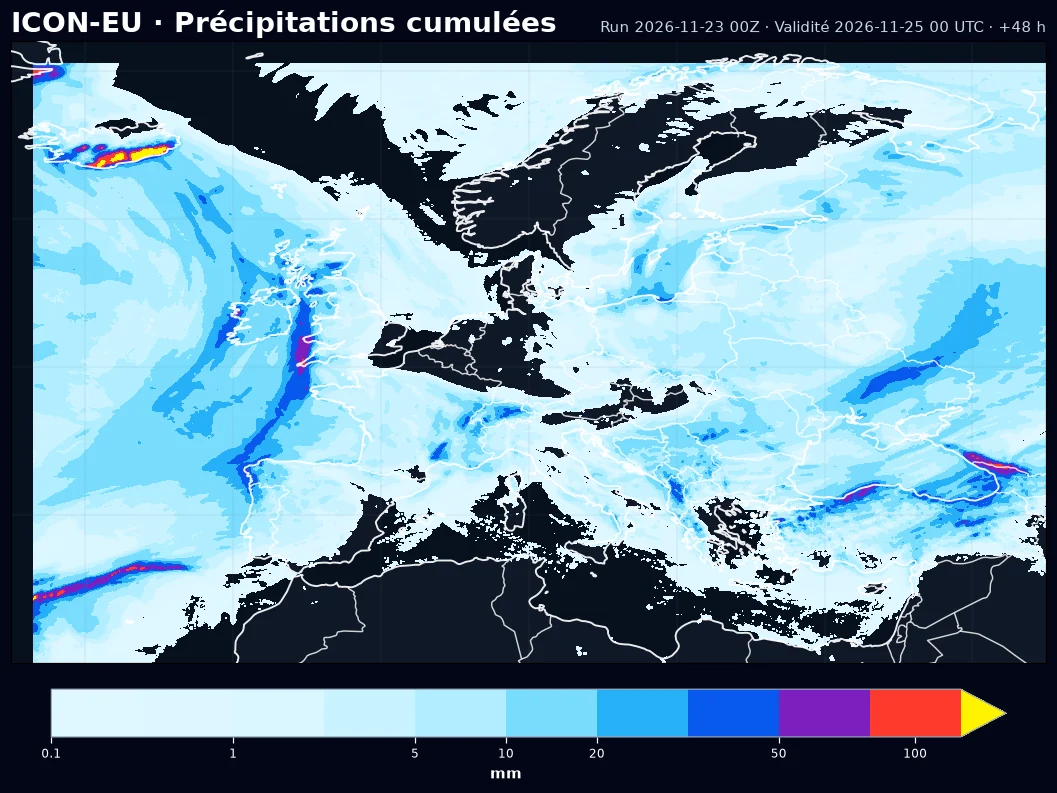 ICON-EU · Précipitations cumulées
Run 2026-11-23 00Z · Validité 2026-11-25 00 UTC · +48 h
0.1 1 5 10 20 50 100
mm